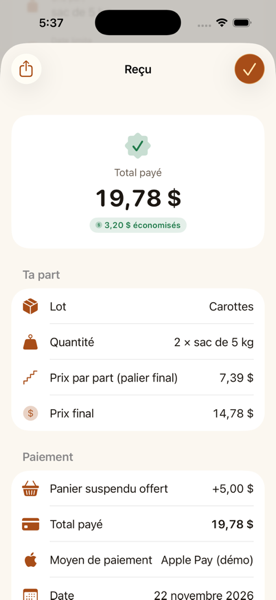 5:37
Reçu
Total payé
19,78 $
3,20 $ économisés
Ta part
Lot Carottes
Quantité 2 × sac de 5 kg
Prix par part (palier final) 7,39 $
Prix final 14,78 $
Paiement
Panier suspendu offert +5,00 $
Total payé 19,78 $
Moyen de paiement Apple Pay (démo)
Date 22 novembre 2026